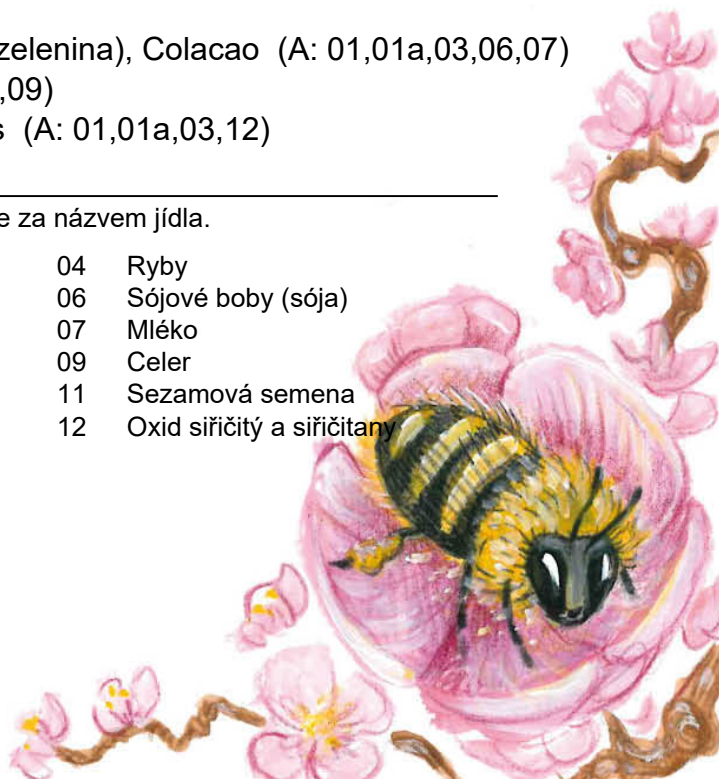 zelenina), Colacao (A: 01,01a,03,06,07)
,09)
s (A: 01,01a,03,12)
e za názvem jídla.
04 Ryby
06 Sójové boby (sója)
07 Mléko
09 Celer
11 Sezamová semena
12 Oxid siřičitý a siřičitany